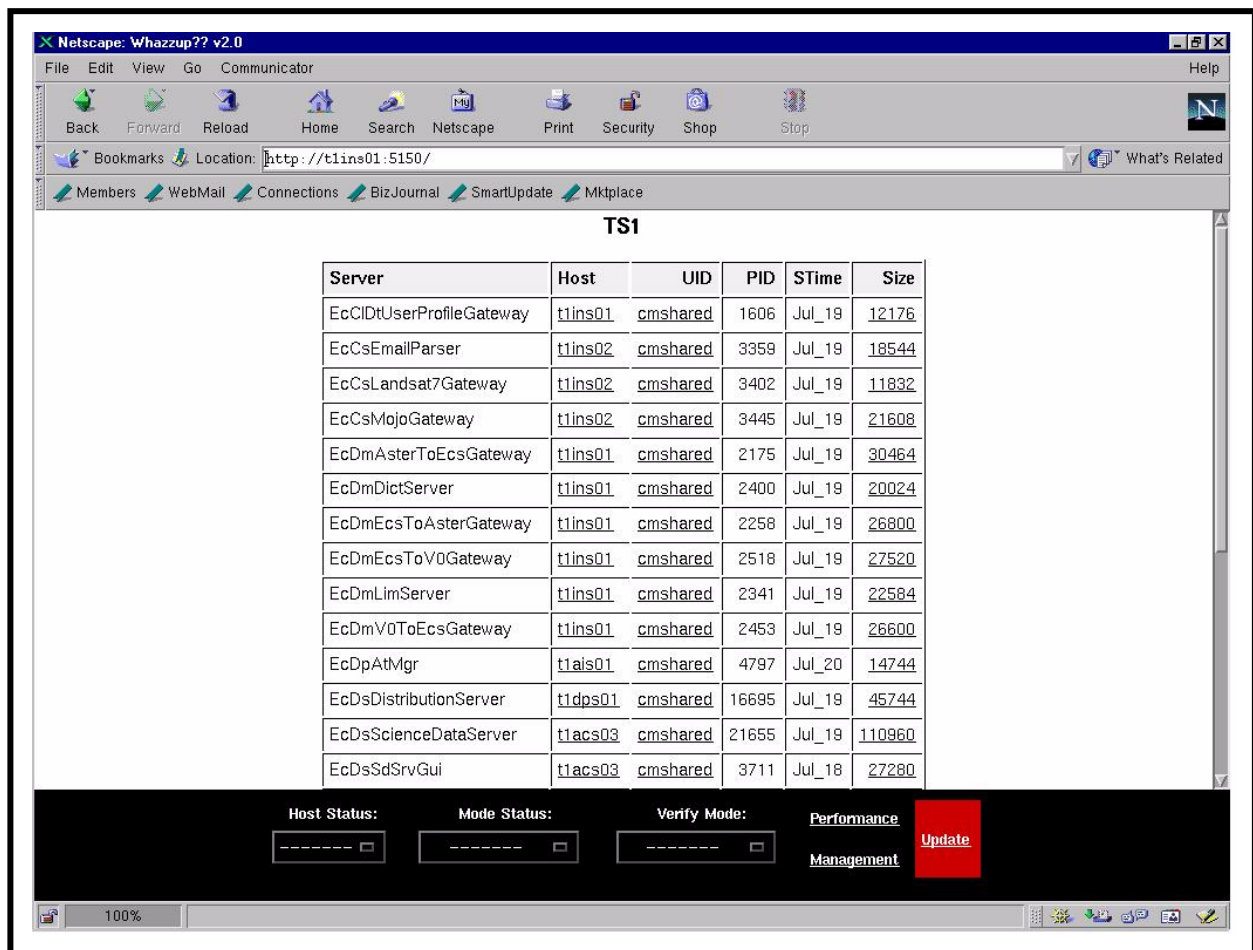 Netscape: Whazzup?? v2.0
File Edit View Go Communicator Help
Back Forward Reload Home Search Netscape Print Security Shop Stop
My
N
Bookmarks Location: http://t1ins01:5150/ What's Related
Members WebMail Connections BizJournal SmartUpdate Mktplace
TS1
Server Host UID PID STime Size
EcClDtUserProfileGateway t1ins01 cmshared 1606 Jul_19 12176
EcCsEmailParser t1ins02 cmshared 3359 Jul_19 18544
EcCsLandsat7Gateway t1ins02 cmshared 3402 Jul_19 11832
EcCsMojoGateway t1ins02 cmshared 3445 Jul_19 21608
EcDmAsterToEcsGateway t1ins01 cmshared 2175 Jul_19 30464
EcDmDictServer t1ins01 cmshared 2400 Jul_19 20024
EcDmEcsToAsterGateway t1ins01 cmshared 2258 Jul_19 26800
EcDmEcsToV0Gateway t1ins01 cmshared 2518 Jul_19 27520
EcDmLimServer t1ins01 cmshared 2341 Jul_19 22584
EcDmV0ToEcsGateway t1ins01 cmshared 2453 Jul_19 26600
EcDpAtMgr t1ais01 cmshared 4797 Jul_20 14744
EcDsDistributionServer t1dps01 cmshared 16695 Jul_19 45744
EcDsScienceDataServer t1acs03 cmshared 21655 Jul_19 110960
EcDsSdSrvGui t1acs03 cmshared 3711 Jul_18 27280
Host Status: Mode Status: Verify Mode: Performance
------- ------- ------- Update
Management
100%